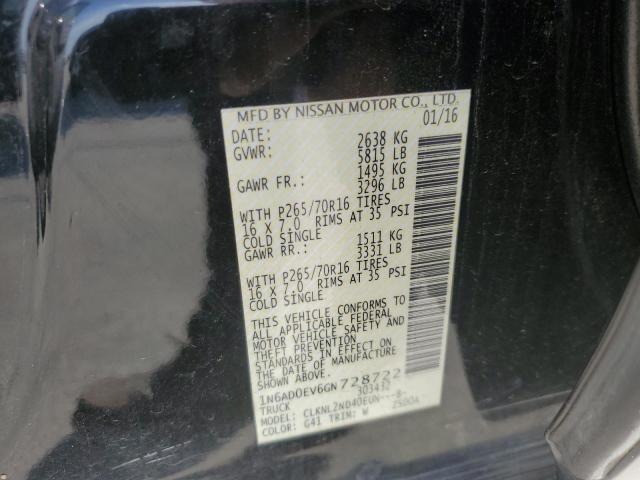 MFD BY NISSAN MOTOR CO., LTD.
DATE: 01/16
GVWR: 2638 KG
5815 LB
GAWR FR.: 1495 KG
3296 LB
WITH P265/70R16 TIRES
16 X 7.0 RIMS AT 35 PSI
COLD SINGLE
GAWR RR.: 1511 KG
3331 LB
WITH P265/70R16 TIRES
16 X 7.0 RIMS AT 35 PSI
COLD SINGLE
THIS VEHICLE CONFORMS TO
ALL APPLICABLE FEDERAL
MOTOR VEHICLE SAFETY AND
THEFT PREVENTION
STANDARDS IN EFFECT ON
THE DATE OF MANUFACTURE
SHOWN ABOVE.
1N6AD0EV6GN728722
TRUCK 303432
MODEL: CLKNL2ND40EUN---8-
COLOR: G41 TRIM: W 2500A